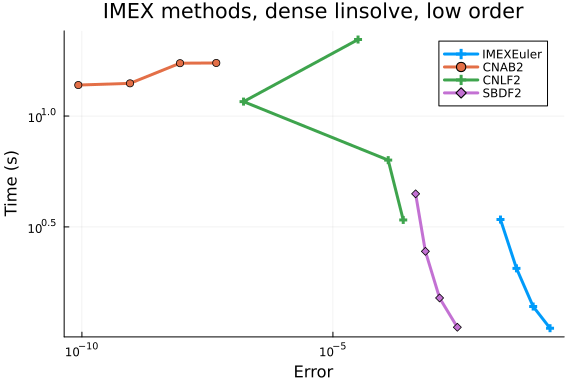 IMEX methods, dense linsolve, low order
IMEXEuler
CNAB2
CNLF2
SBDF2
Time (s)
10^1.0
10^0.5
10^-10
10^-5
Error